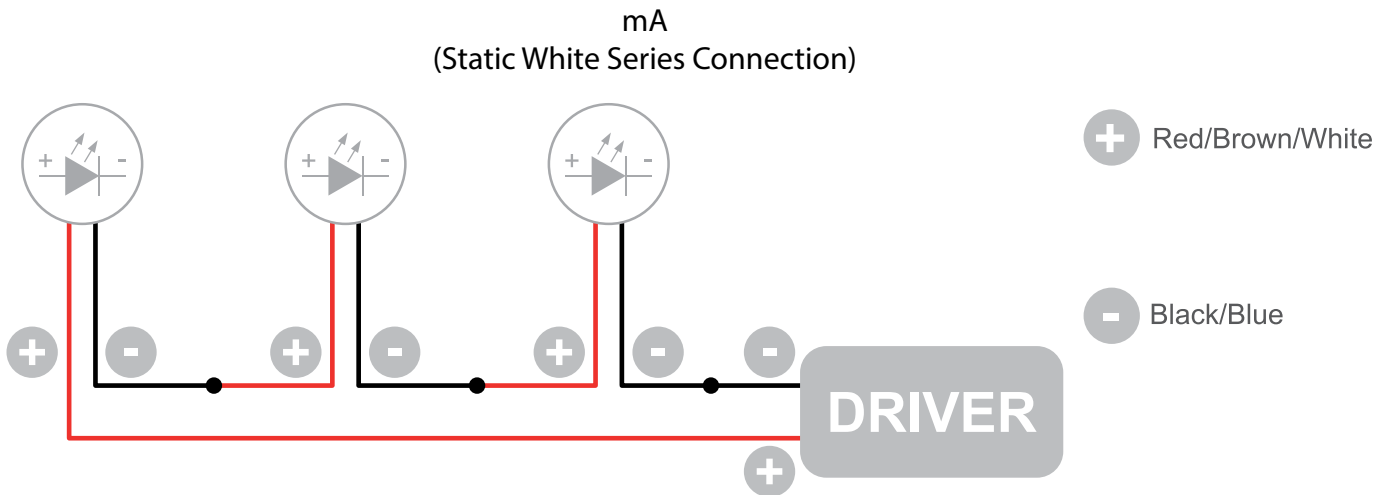 mA
(Static White Series Connection)
+ -
+ -
+ -
+ Red/Brown/White
- Black/Blue
+ - + - + - -
DRIVER
+